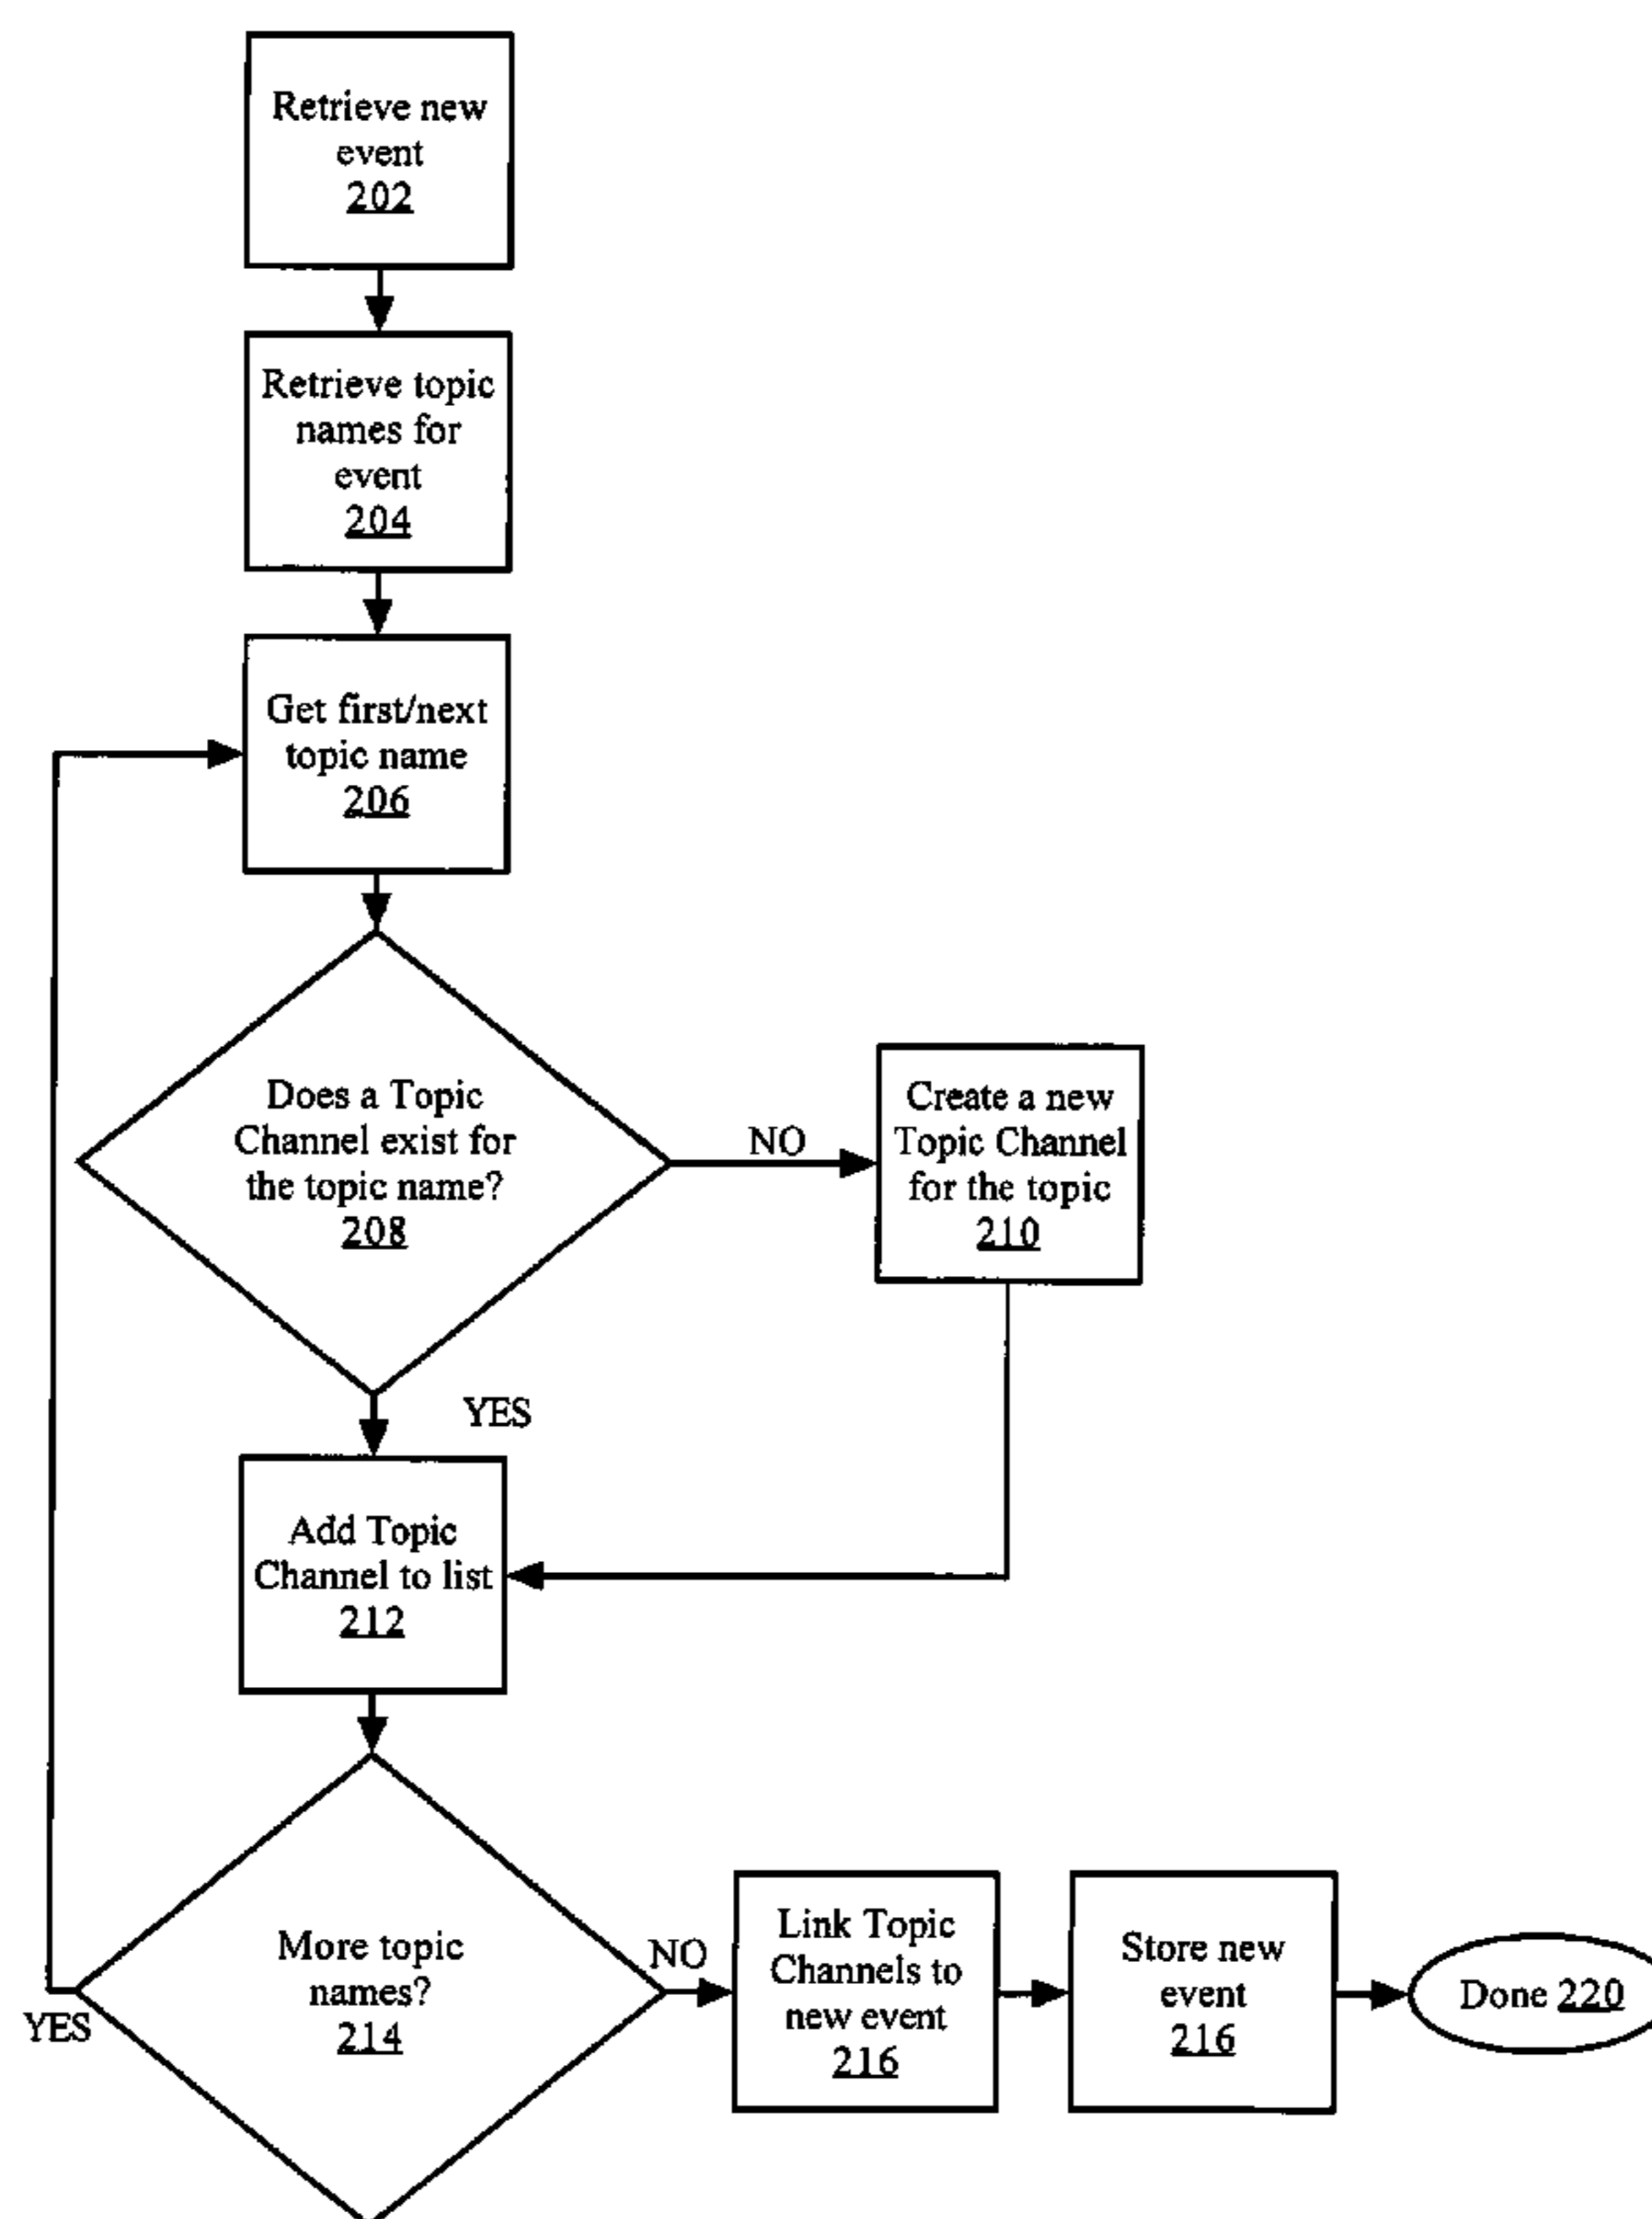 Retrieve new
event
202
Retrieve topic
names for
event
204
Get first/next
topic name
206
Does a Topic
Channel exist for
the topic name?
208
NO
Create a new
Topic Channel
for the topic
210
YES
Add Topic
Channel to list
212
More topic
names?
214
YES
NO
Link Topic
Channels to
new event
216
Store new
event
216
Done 220